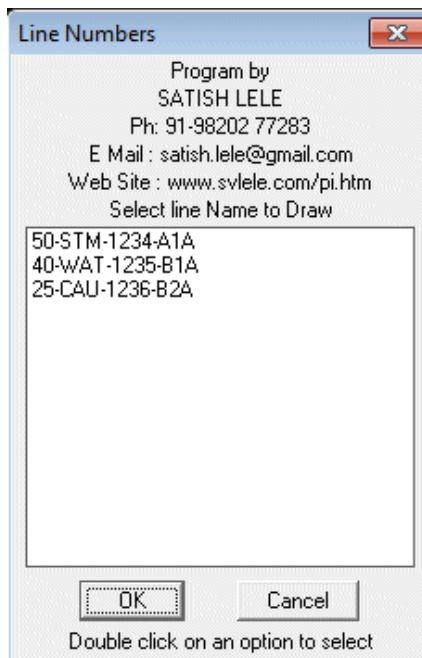 Line Numbers
Program by
SATISH LELE
Ph: 91-98202 77283
E Mail : satish.lele@gmail.com
Web Site : www.svlele.com/pi.htm
Select line Name to Draw
50-STM-1234-A1A
40-WAT-1235-B1A
25-CAU-1236-B2A
OK Cancel
Double click on an option to select